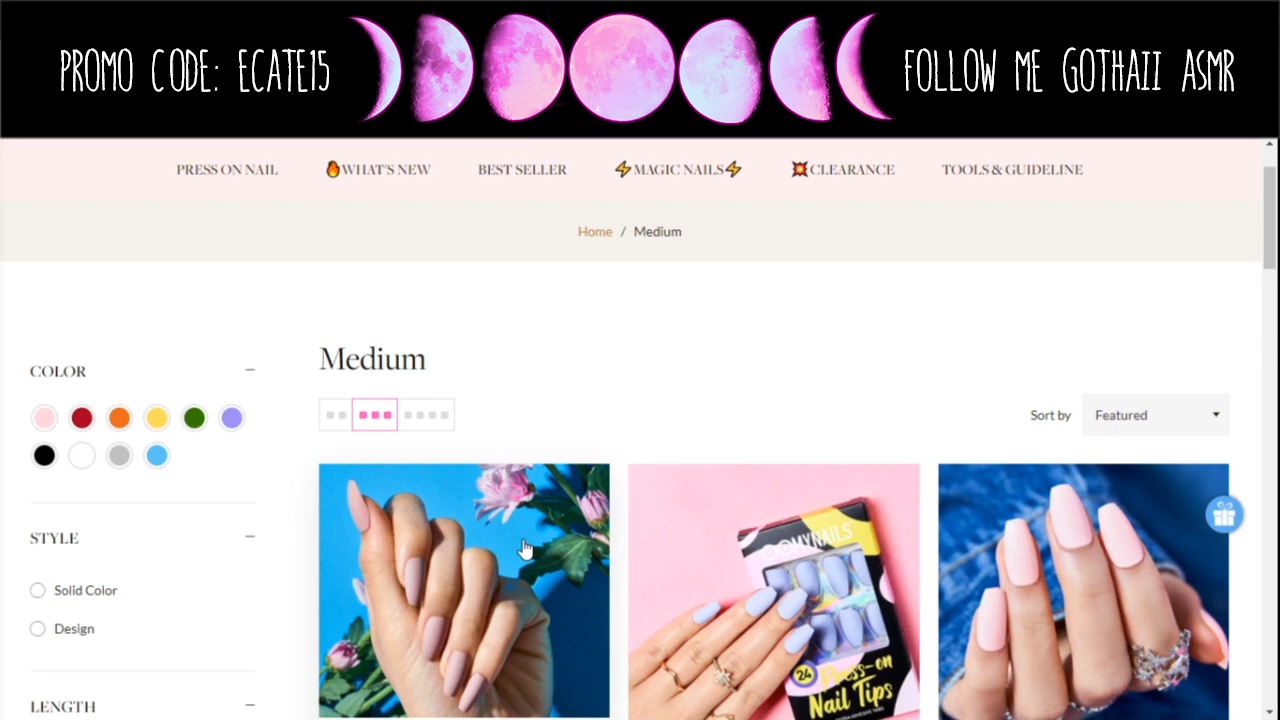 PROMO CODE: ECATE15
FOLLOW ME GOTHAII ASMR
PRESS ON NAIL
🔥WHAT'S NEW
BEST SELLER
⚡MAGIC NAILS⚡
💥CLEARANCE
TOOLS & GUIDELINE
Home / Medium
COLOR
Medium
Sort by
Featured
STYLE
Solid Color
Design
LENGTH
OOMYNAILS
24
Press-on
Nail Tips